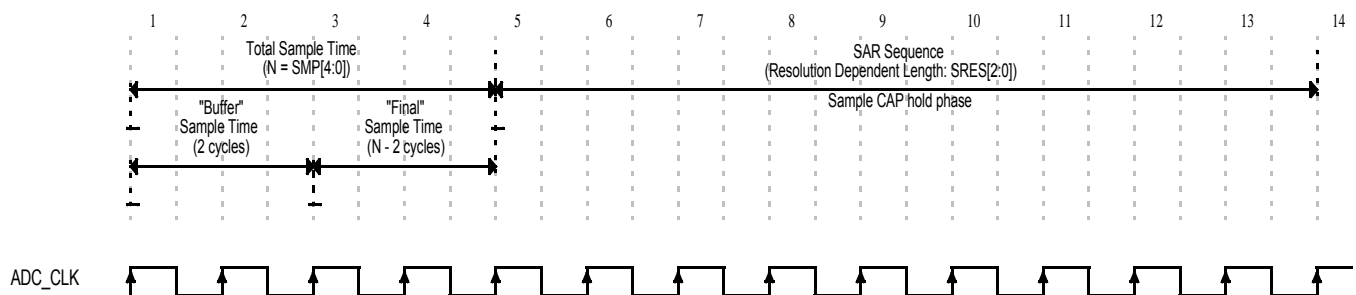 1 2 3 4 5 6 7 8 9 10 11 12 13 14
Total Sample Time
(N = SMP[4:0])
SAR Sequence
(Resolution Dependent Length: SRES[2:0])
Sample CAP hold phase
"Buffer"
Sample Time
(2 cycles)
"Final"
Sample Time
(N - 2 cycles)
ADC_CLK